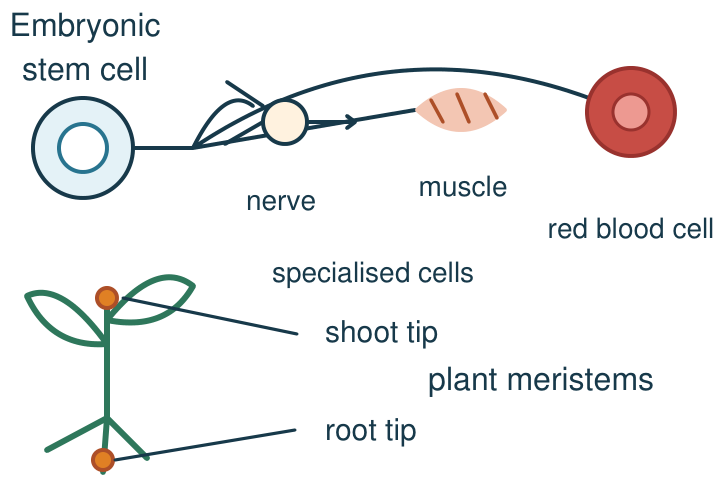 Embryonic
stem cell
nerve
muscle
red blood cell
specialised cells
shoot tip
plant meristems
root tip